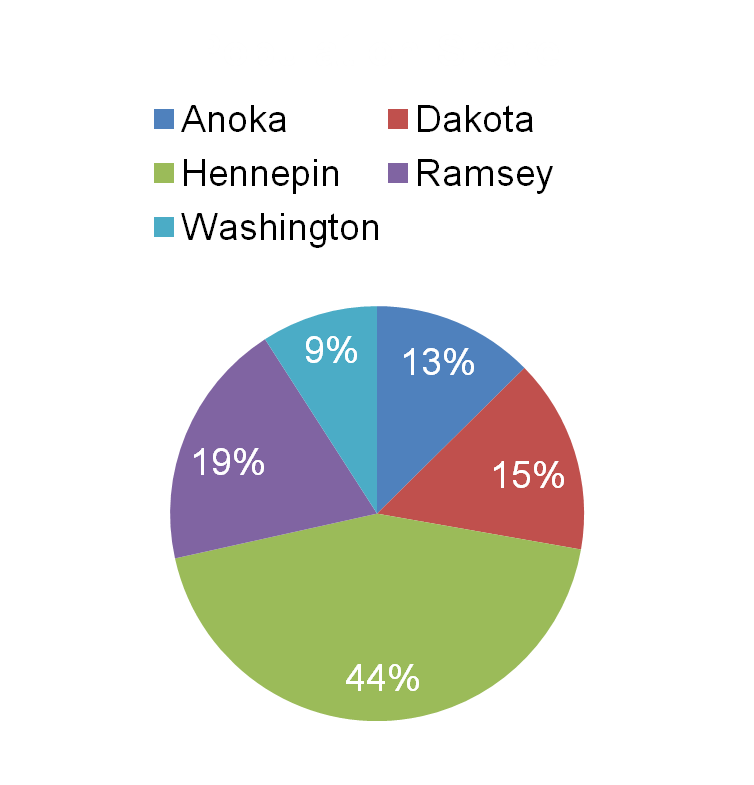 Anoka Dakota
Hennepin Ramsey
Washington
9%
13%
19%
15%
44%